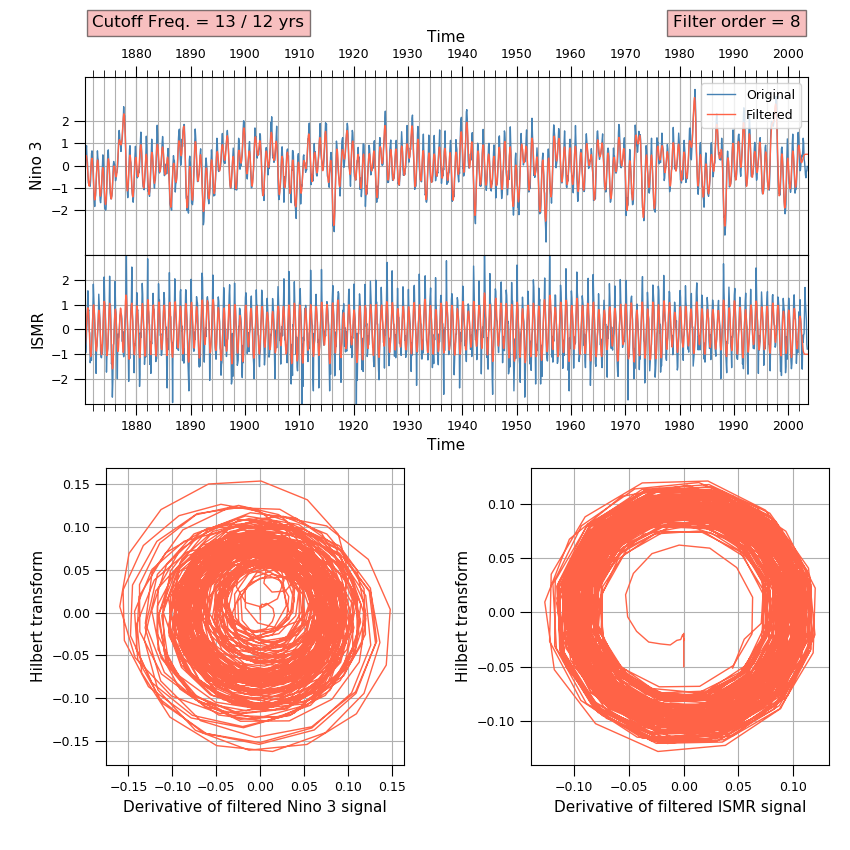 Cutoff Freq. = 13 / 12 yrs
Filter order = 8
Time
1880 1890 1900 1910 1920 1930 1940 1950 1960 1970 1980 1990 2000
Original
Filtered
Nino 3
2
1
0
−1
−2
ISMR
2
1
0
−1
−2
1880 1890 1900 1910 1920 1930 1940 1950 1960 1970 1980 1990 2000
Time
Hilbert transform
0.15
0.10
0.05
0.00
−0.05
−0.10
−0.15
−0.15 −0.10 −0.05 0.00 0.05 0.10 0.15
Derivative of filtered Nino 3 signal
Hilbert transform
0.10
0.05
0.00
−0.05
−0.10
−0.10 −0.05 0.00 0.05 0.10
Derivative of filtered ISMR signal